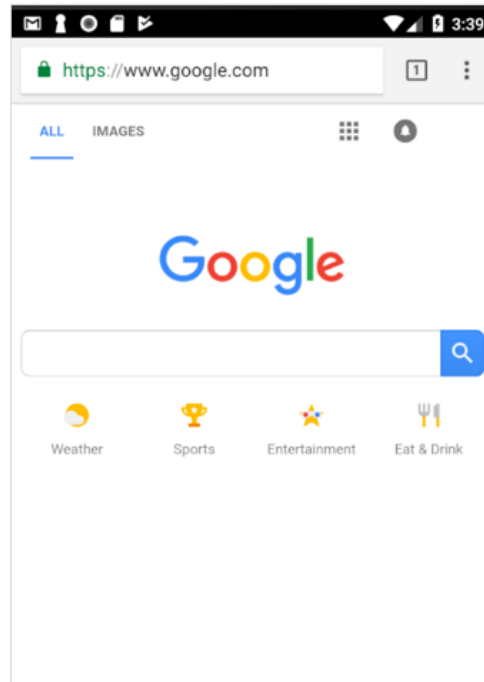 3:39
https://www.google.com
1
ALL IMAGES
Google
Weather Sports Entertainment Eat & Drink